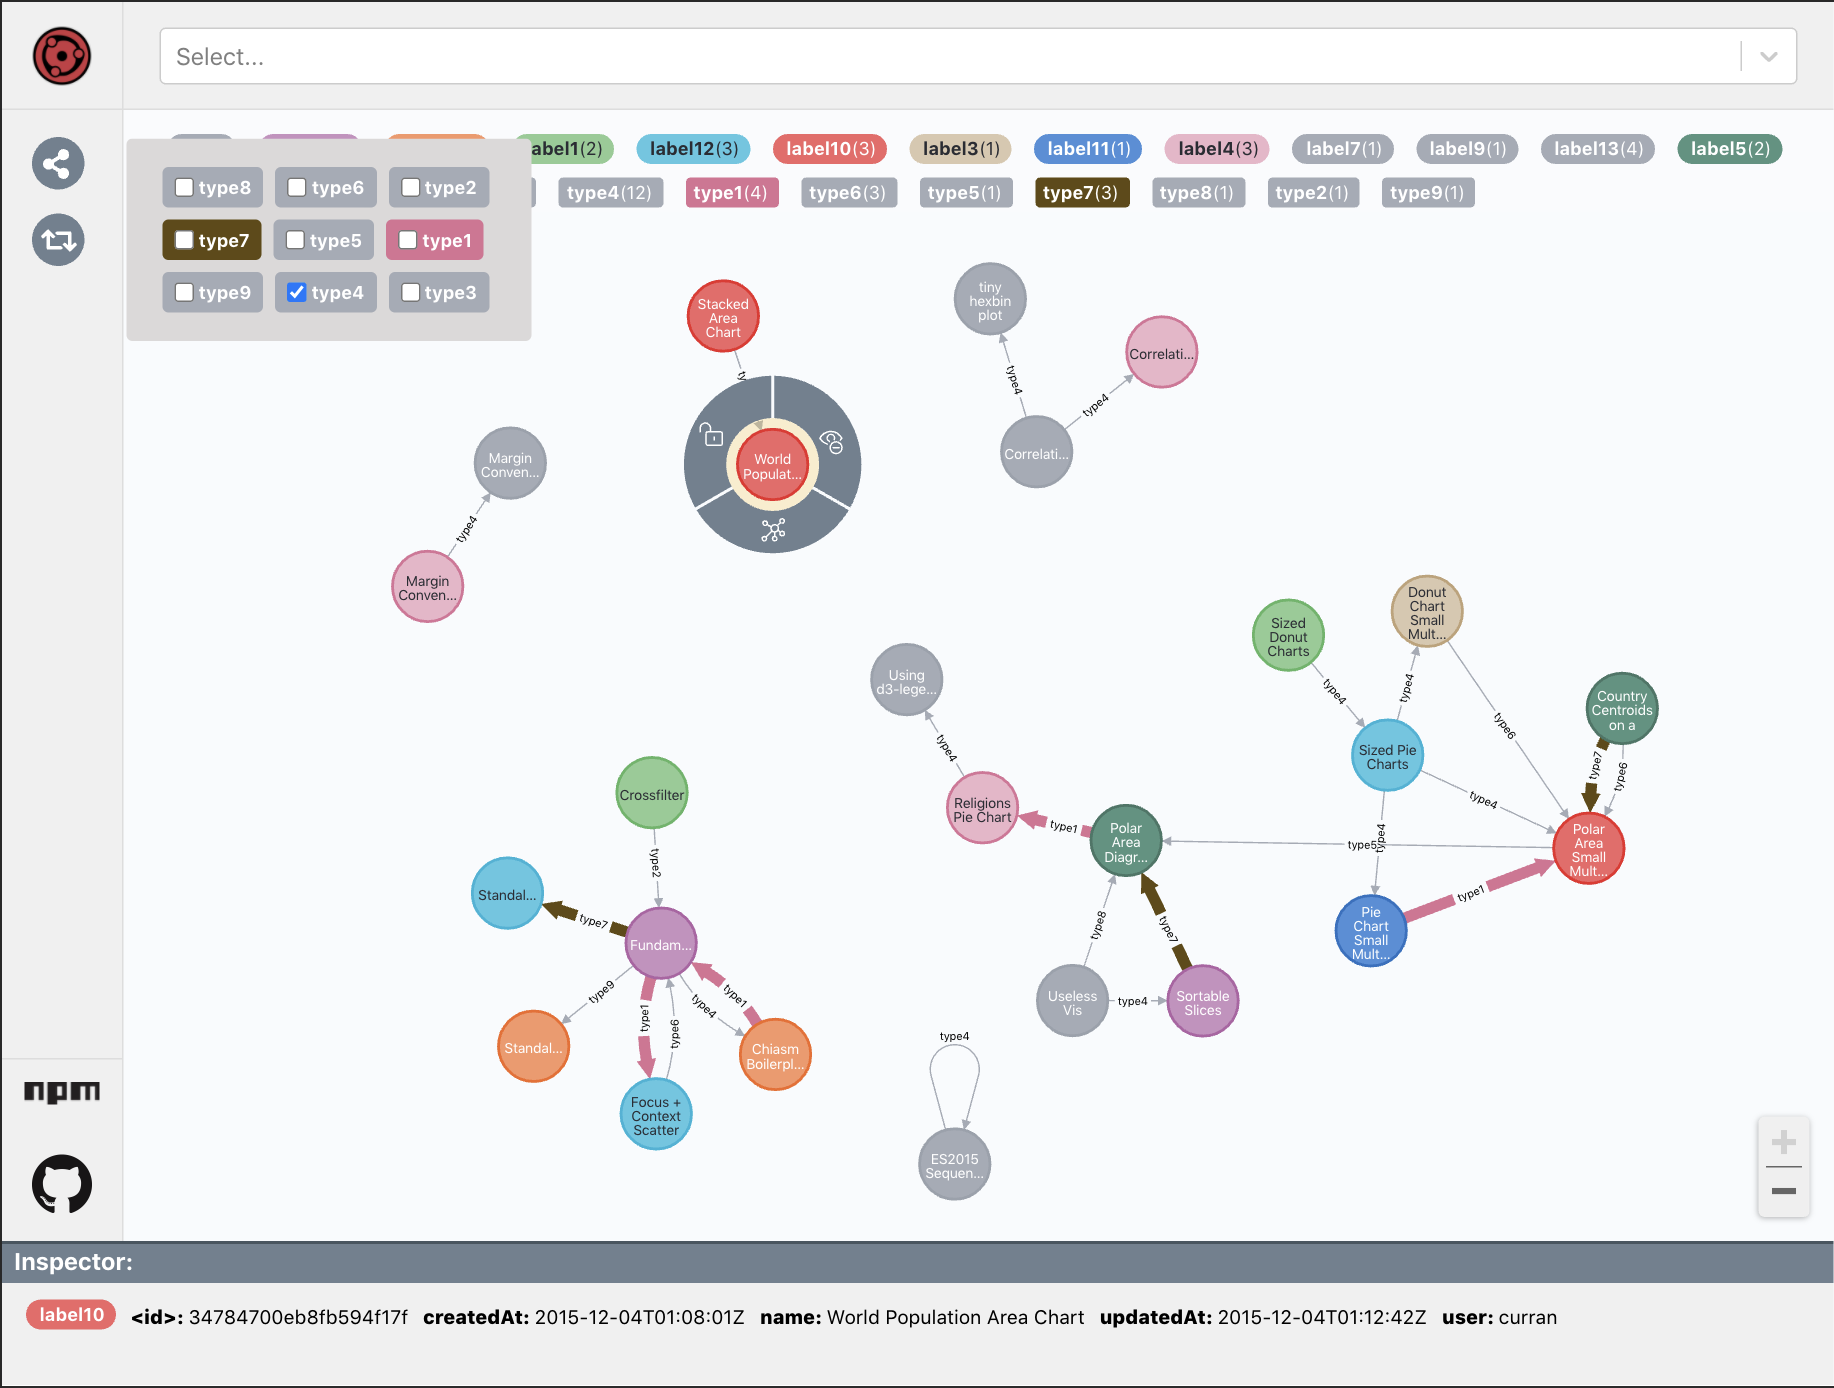 Select...
abel1(2) label12(3) label10(3) label3(1) label11(1) label4(3) label7(1) label9(1) label13(4) label5(2)
type4(12) type1(4) type6(3) type5(1) type7(3) type8(1) type2(1) type9(1)
type8 type6 type2
type7 type5 type1
type9 type4 type3
Stacked
Area
Chart
ty
World
Populat...
tiny
hexbin
plot
Correlati...
type4
type4
Correlati...
Margin
Conven...
type4
Margin
Conven...
Using
d3-lege...
type4
Religions
Pie Chart
type1
Polar
Area
Diagr...
type8
type7
Useless
Vis
type4
Sortable
Slices
Sized
Donut
Charts
type4
Donut
Chart
Small
Mult...
type4
type6
Sized Pie
Charts
type4
type4
type5
Country
Centroids
on a
type7
type6
Polar
Area
Small
Mult...
type1
Pie
Chart
Small
Mult...
Crossfilter
type2
Standal...
type7
Fundam...
type9
type1
type6
type4
type1
Standal...
Chiasm
Boilerpl...
Focus +
Context
Scatter
type4
ES2015
Sequen...
npm
Inspector:
label10 <id>: 34784700eb8fb594f17f createdAt: 2015-12-04T01:08:01Z name: World Population Area Chart updatedAt: 2015-12-04T01:12:42Z user: curran